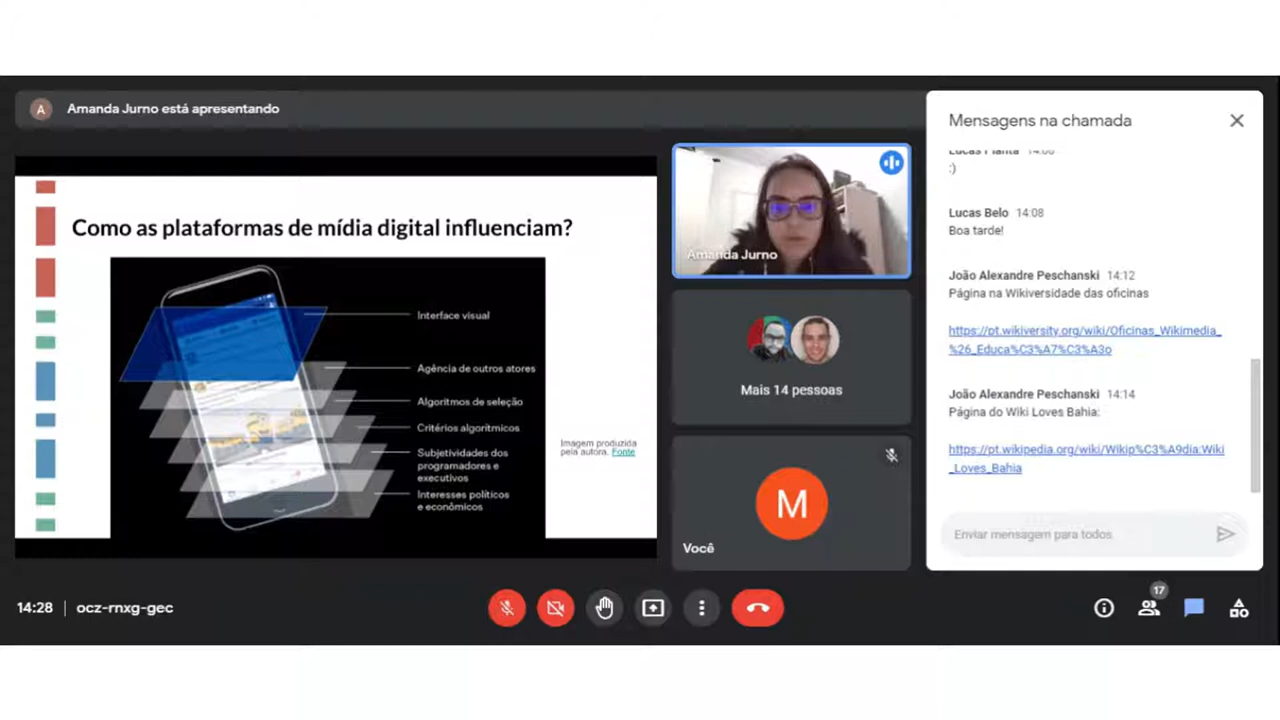 A
Amanda Jurno está apresentando
Como as plataformas de mídia digital influenciam?
Interface visual
Agência de outros atores
Algoritmos de seleção
Critérios algorítmicos
Subjetividades dos
programadores e
executivos
Interesses políticos
e econômicos
Imagem produzida
pela autora. Fonte
Amanda Jurno
Mais 14 pessoas
M
Você
Mensagens na chamada
Lucas Pianta 14:06
:)
Lucas Belo 14:08
Boa tarde!
João Alexandre Peschanski 14:12
Página na Wikiversidade das oficinas
https://pt.wikiversity.org/wiki/Oficinas_Wikimedia_
%26_Educa%C3%A7%C3%A3o
João Alexandre Peschanski 14:14
Página do Wiki Loves Bahia:
https://pt.wikipedia.org/wiki/Wikip%C3%A9dia:Wiki
_Loves_Bahia
Enviar mensagem para todos
14:28 | ocz-rnxg-gec
17